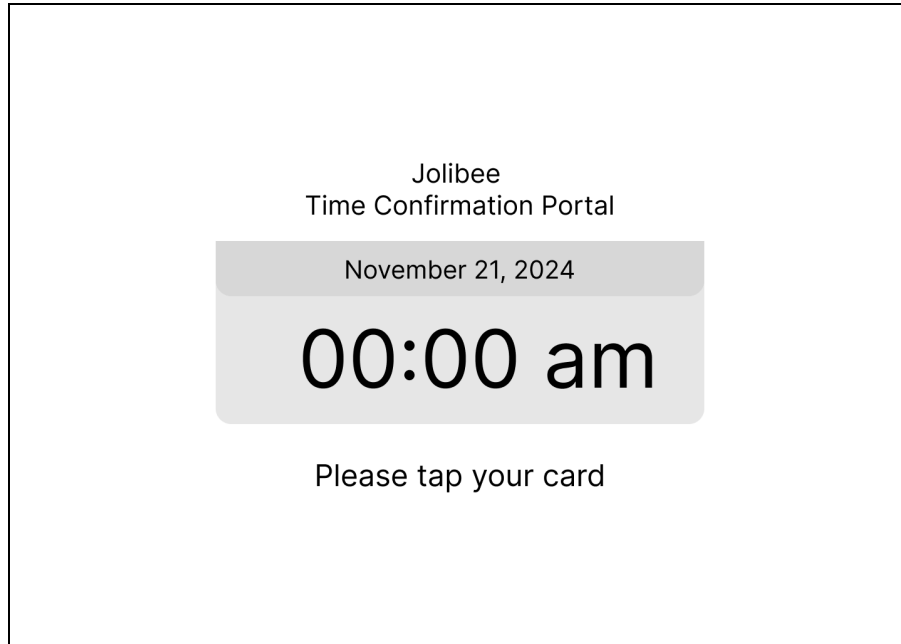 Jolibee
Time Confirmation Portal
November 21, 2024
00:00 am
Please tap your card